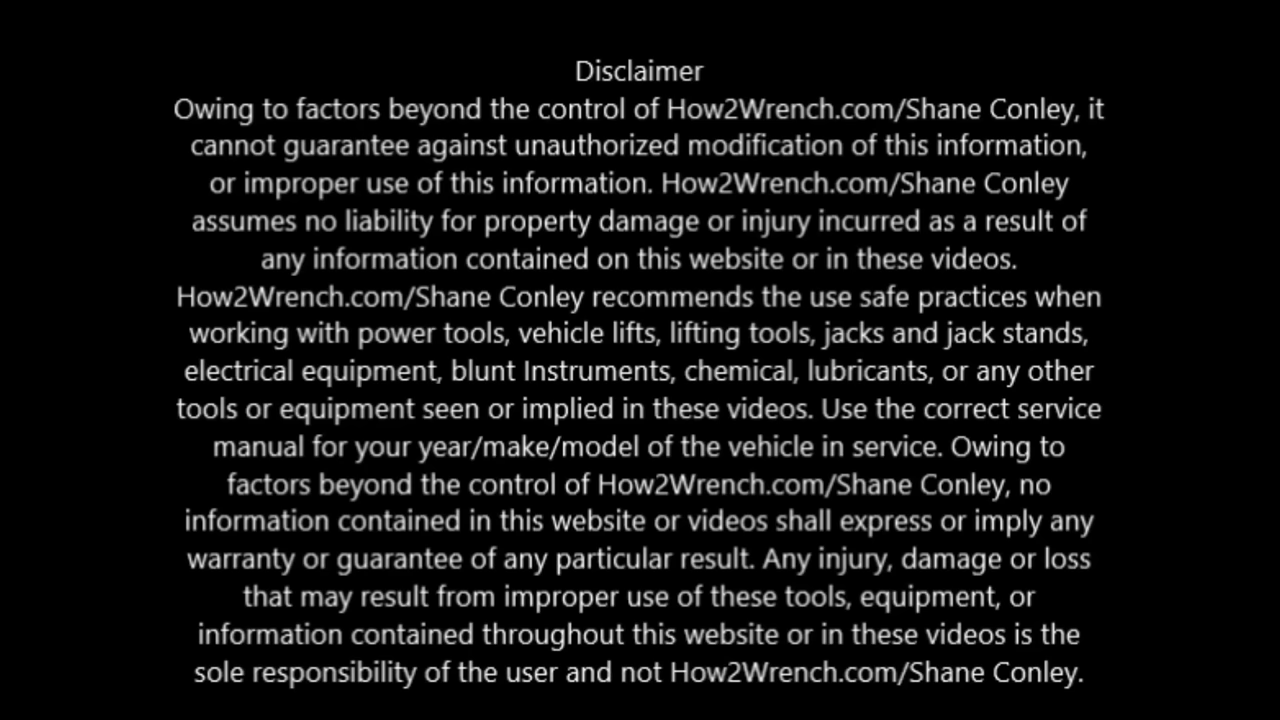 Disclaimer
Owing to factors beyond the control of How2Wrench.com/Shane Conley, it
cannot guarantee against unauthorized modification of this information,
or improper use of this information. How2Wrench.com/Shane Conley
assumes no liability for property damage or injury incurred as a result of
any information contained on this website or in these videos.
How2Wrench.com/Shane Conley recommends the use safe practices when
working with power tools, vehicle lifts, lifting tools, jacks and jack stands,
electrical equipment, blunt Instruments, chemical, lubricants, or any other
tools or equipment seen or implied in these videos. Use the correct service
manual for your year/make/model of the vehicle in service. Owing to
factors beyond the control of How2Wrench.com/Shane Conley, no
information contained in this website or videos shall express or imply any
warranty or guarantee of any particular result. Any injury, damage or loss
that may result from improper use of these tools, equipment, or
information contained throughout this website or in these videos is the
sole responsibility of the user and not How2Wrench.com/Shane Conley.